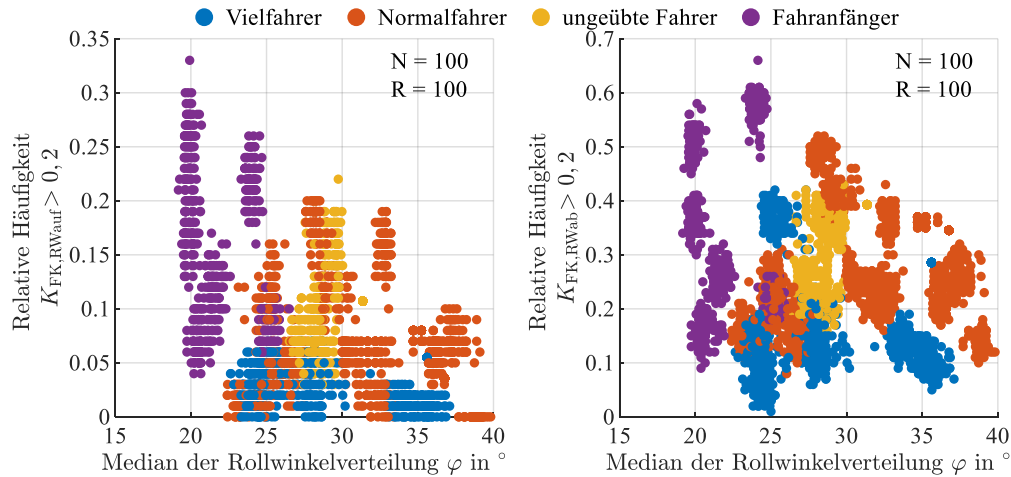 Vielfahrer Normalfahrer ungeübte Fahrer Fahranfänger
Relative Häufigkeit
K_FK,RWauf > 0, 2
0.35
0.3
0.25
0.2
0.15
0.1
0.05
0
N = 100
R = 100
15 20 25 30 35 40
Median der Rollwinkelverteilung φ in °
Relative Häufigkeit
K_FK,RWab > 0, 2
0.7
0.6
0.5
0.4
0.3
0.2
0.1
0
N = 100
R = 100
15 20 25 30 35 40
Median der Rollwinkelverteilung φ in °